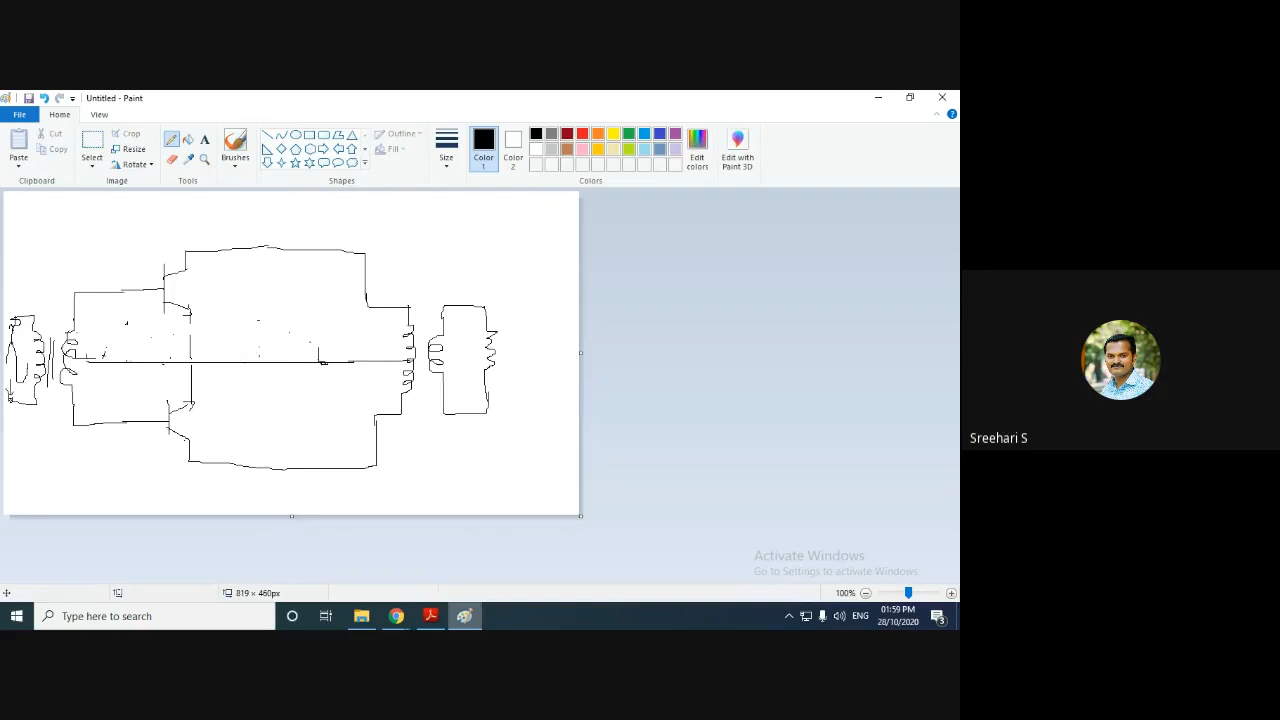 Untitled - Paint
File
Home
View
Paste
Cut
Copy
Clipboard
Select
Crop
Resize
Rotate
Image
A
Tools
Brushes
Outline
Fill
Shapes
Size
Color
1
Color
2
Edit
colors
Edit with
Paint 3D
Colors
Sreehari S
Activate Windows
Go to Settings to activate Windows.
819 × 460px
100%
Type here to search
ENG
01:59 PM
28/10/2020
3